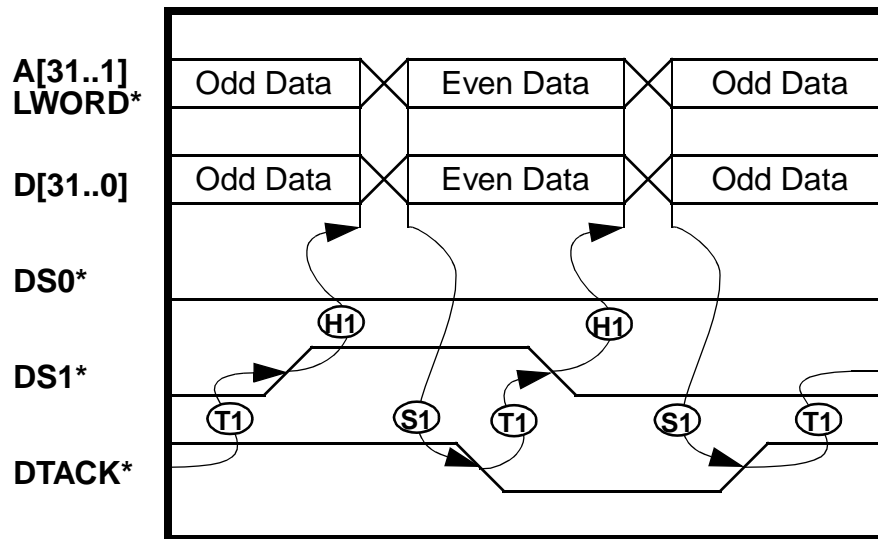 A[31..1]
LWORD*
Odd Data Even Data Odd Data
D[31..0]
Odd Data Even Data Odd Data
DS0*
H1 H1
DS1*
T1 S1 T1 S1 T1
DTACK*